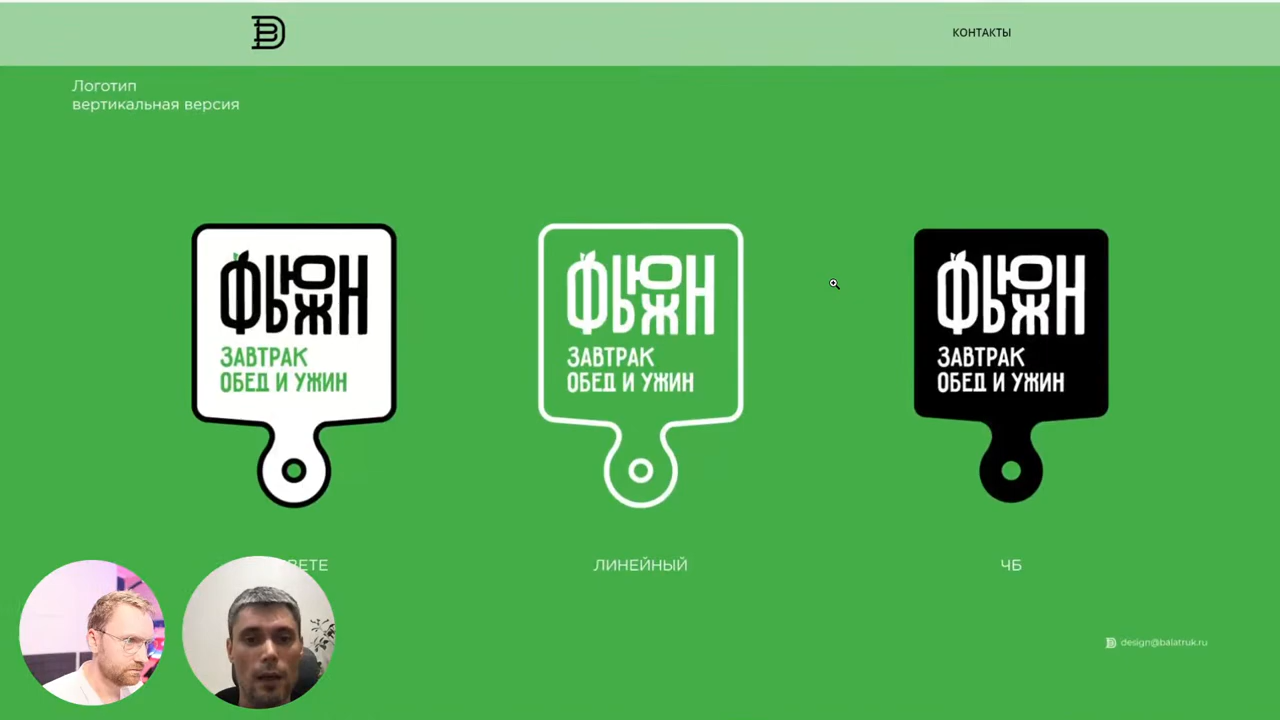 КОНТАКТЫ
Логотип
вертикальная версия
ФЬЮЖН
ЗАВТРАК
ОБЕД И УЖИН
ФЬЮЖН
ЗАВТРАК
ОБЕД И УЖИН
ФЬЮЖН
ЗАВТРАК
ОБЕД И УЖИН
ЛИНЕЙНЫЙ
ЧБ
design@balatruk.ru